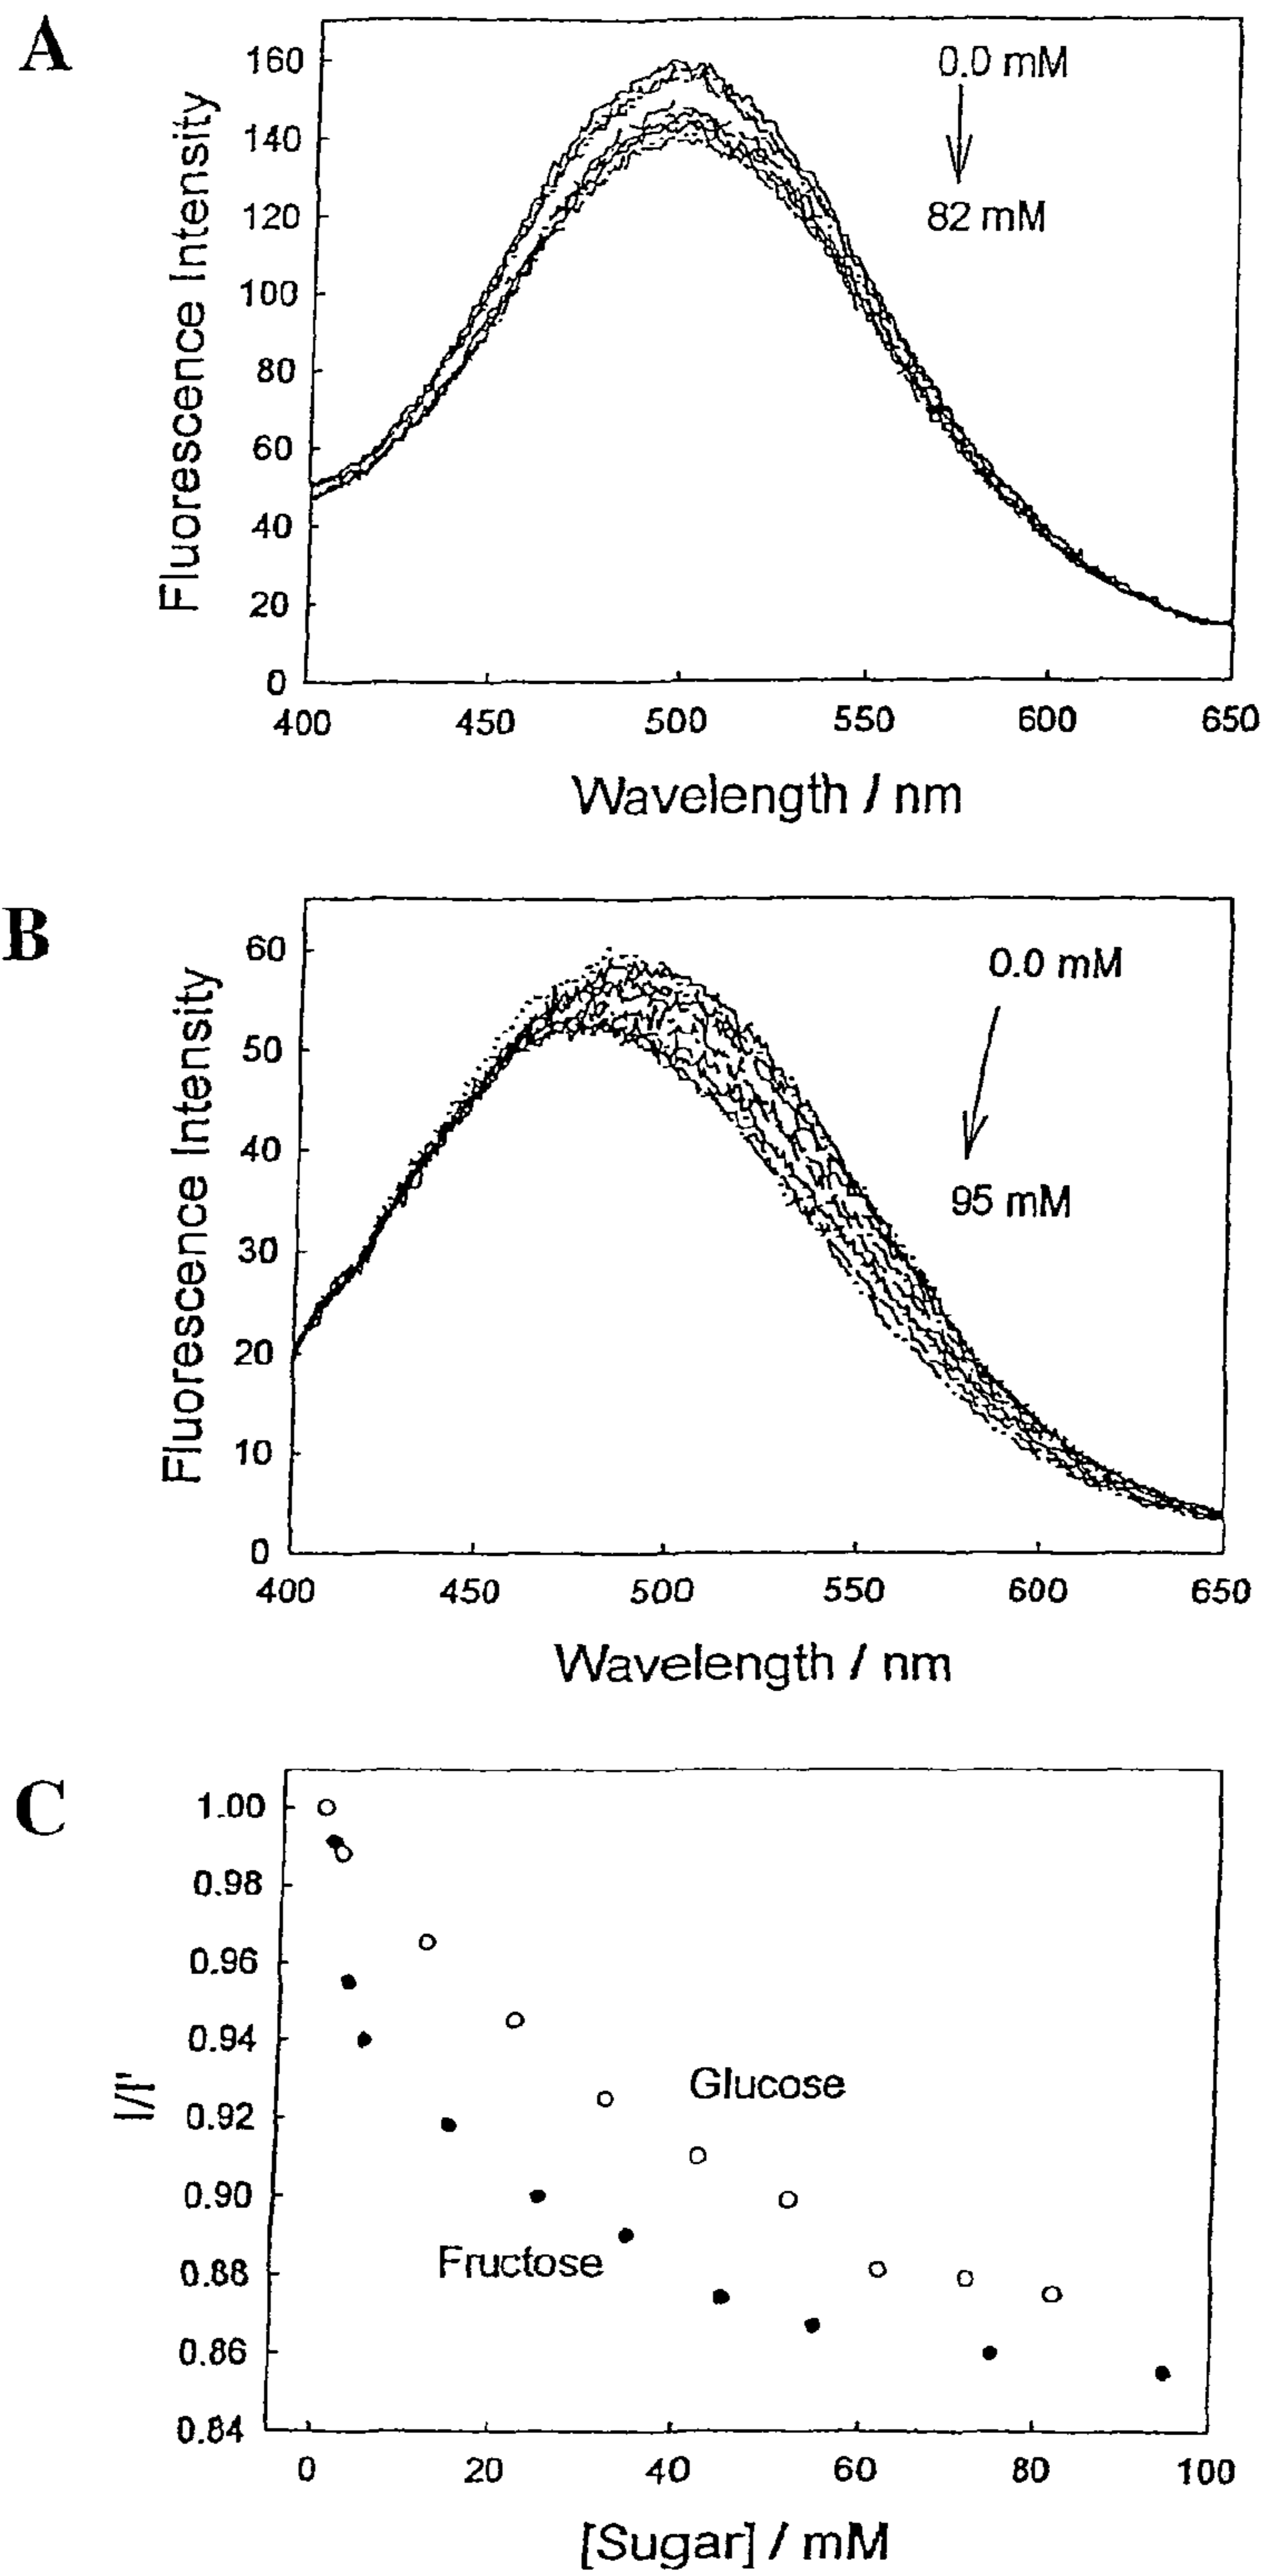 A
Fluorescence Intensity
160
140
120
100
80
60
40
20
0
0.0 mM
82 mM
400 450 500 550 600 650
Wavelength / nm
B
Fluorescence Intensity
60
50
40
30
20
10
0
0.0 mM
95 mM
400 450 500 550 600 650
Wavelength / nm
C
I/I'
1.00
0.98
0.96
0.94
0.92
0.90
0.88
0.86
0.84
Glucose
Fructose
0 20 40 60 80 100
[Sugar] / mM